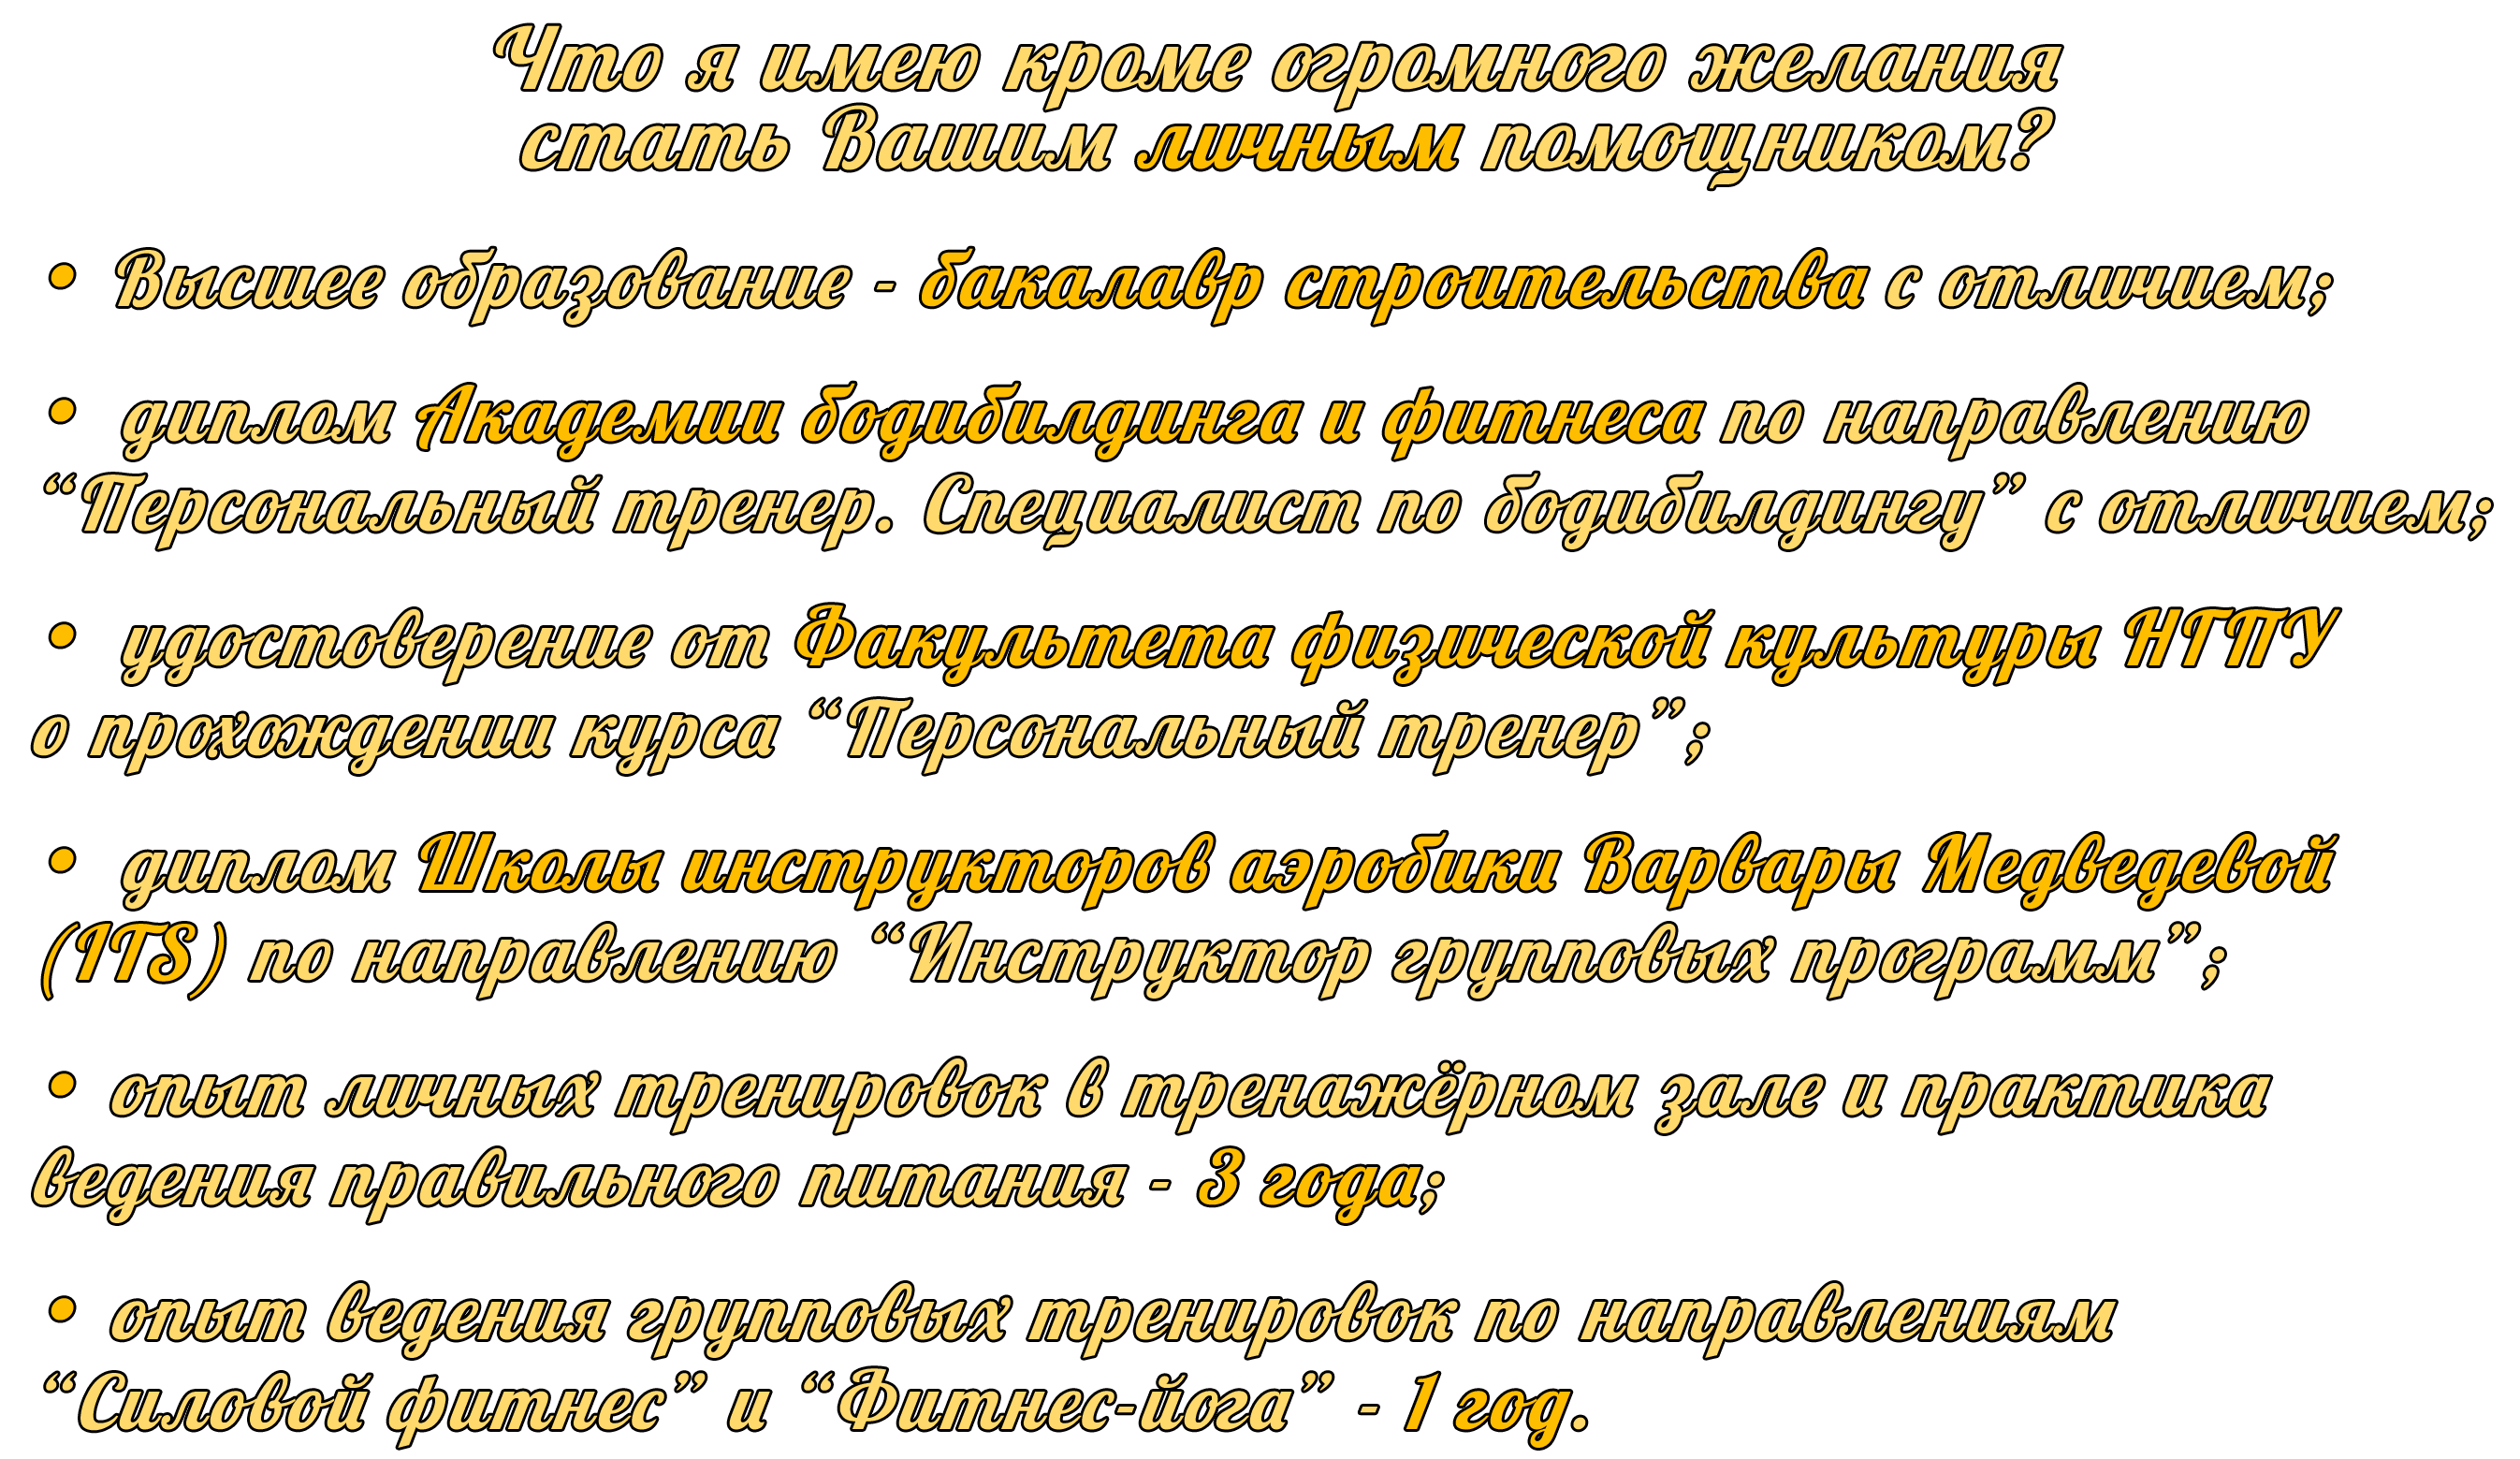 Что я имею кроме огромного желания
стать Вашим личным помощником?
• Высшее образование - бакалавр строительства с отличием;
• диплом Академии бодибилдинга и фитнеса по направлению
“Персональный тренер. Специалист по бодибилдингу” с отличием;
• удостоверение от Факультета физической культуры НГПУ
о прохождении курса “Персональный тренер”;
• диплом Школы инструкторов аэробики Варвары Медведевой
(ITS) по направлению “Инструктор групповых программ”;
• опыт личных тренировок в тренажёрном зале и практика
ведения правильного питания - 3 года;
• опыт ведения групповых тренировок по направлениям
“Силовой фитнес” и “Фитнес-йога” - 1 год.